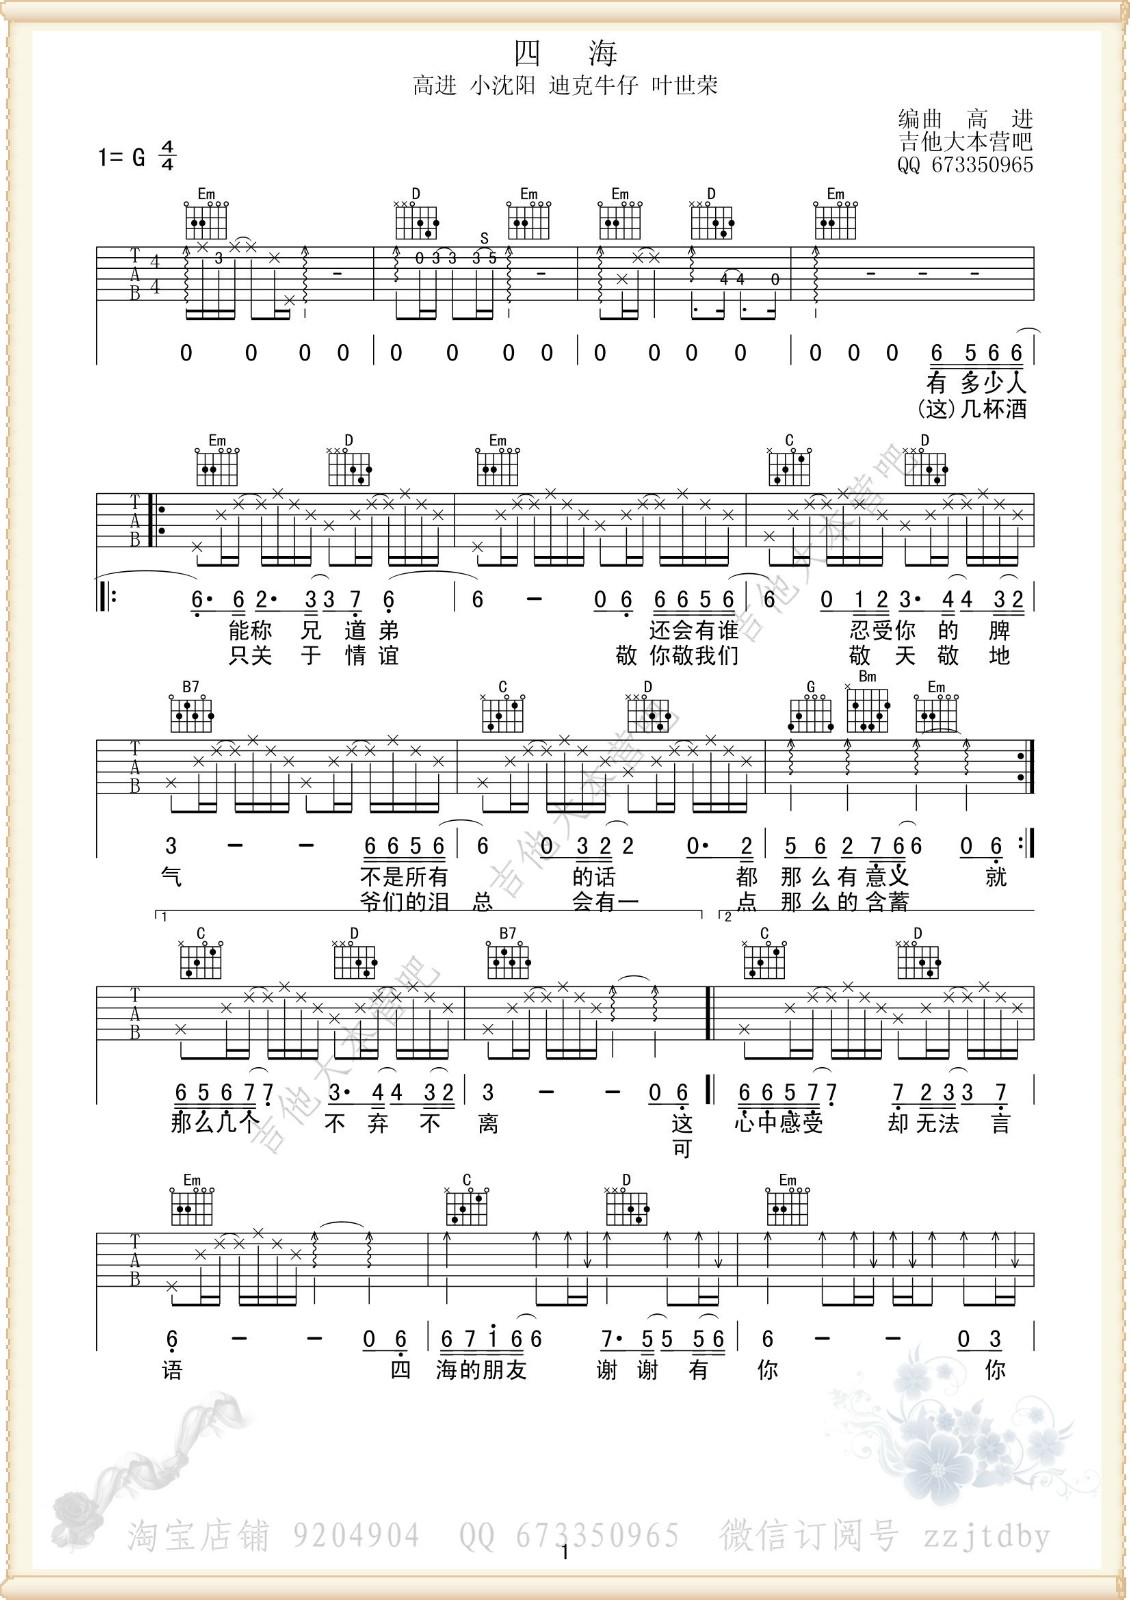 四 海
高进 小沈阳 迪克牛仔 叶世荣
编曲 高 进
吉他大本营吧
QQ 673350965
1= G 4/4
Em D Em Em D Em
S
T 4 3 0 3 3 3 5
A 4 4 4 0
B
0 0 0 0 0 0 0 0 0 0 0 0 0 0 0 6 5 6 6
有 多少人
(这)几杯酒
Em D Em C D
T
A
B
6· 6 2· 3 3 7 6 6 - 0 6 6 6 5 6 6 0 1 2 3· 4 4 3 2
能称 兄 道 弟 还会有谁 忍受你 的 脾
只关 于 情 谊 敬 你敬我们 敬 天 敬 地
B7 C D G Bm Em
T
A
B
3 - - 6 6 5 6 6 0 3 2 2 0· 2 5 6 2 7 6 6 0 6
气 不是所有 的话 都 那 么 有 意义 就
爷们的泪 总 会有一 点 那 么 的 含蓄
1 2
C D B7 C D
T
A
B
6 5 6 7 7 3· 4 4 3 2 3 - - 0 6 6 6 5 7 7 7 2 3 3 7
那么几个 不 弃 不 离 这 心中感受 却 无法 言
可
Em C D Em
T
A
B
6 - - 0 6 6 7 1 6 6 7· 5 5 5 6 6 - - 0 3
语 四 海的朋友 谢 谢 有 你 你
吉他大本营吧
吉他大本营吧
吉他大本营吧
淘宝店铺 9204904 QQ 673350965 微信订阅号 zzjtdby
1